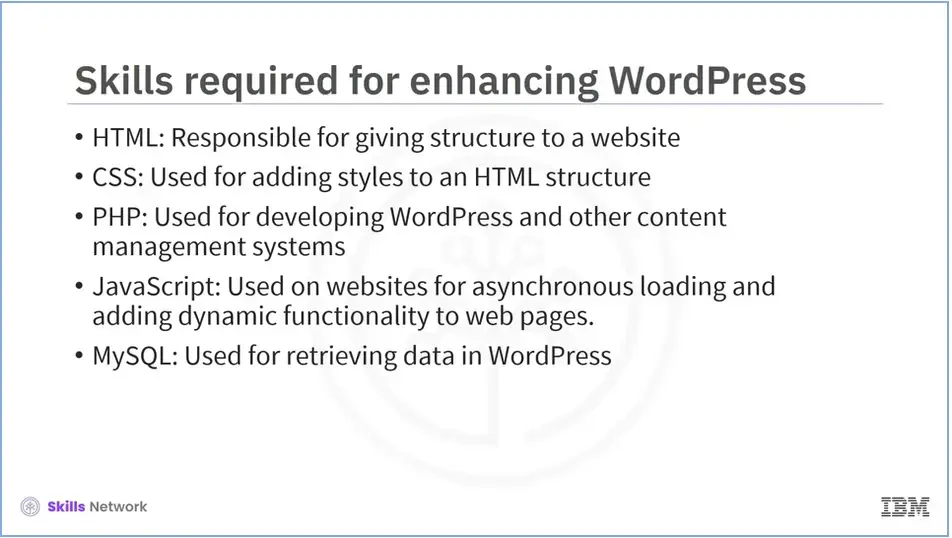 Skills required for enhancing WordPress
• HTML: Responsible for giving structure to a website
• CSS: Used for adding styles to an HTML structure
• PHP: Used for developing WordPress and other content
management systems
• JavaScript: Used on websites for asynchronous loading and
adding dynamic functionality to web pages.
• MySQL: Used for retrieving data in WordPress
Skills Network
IBM